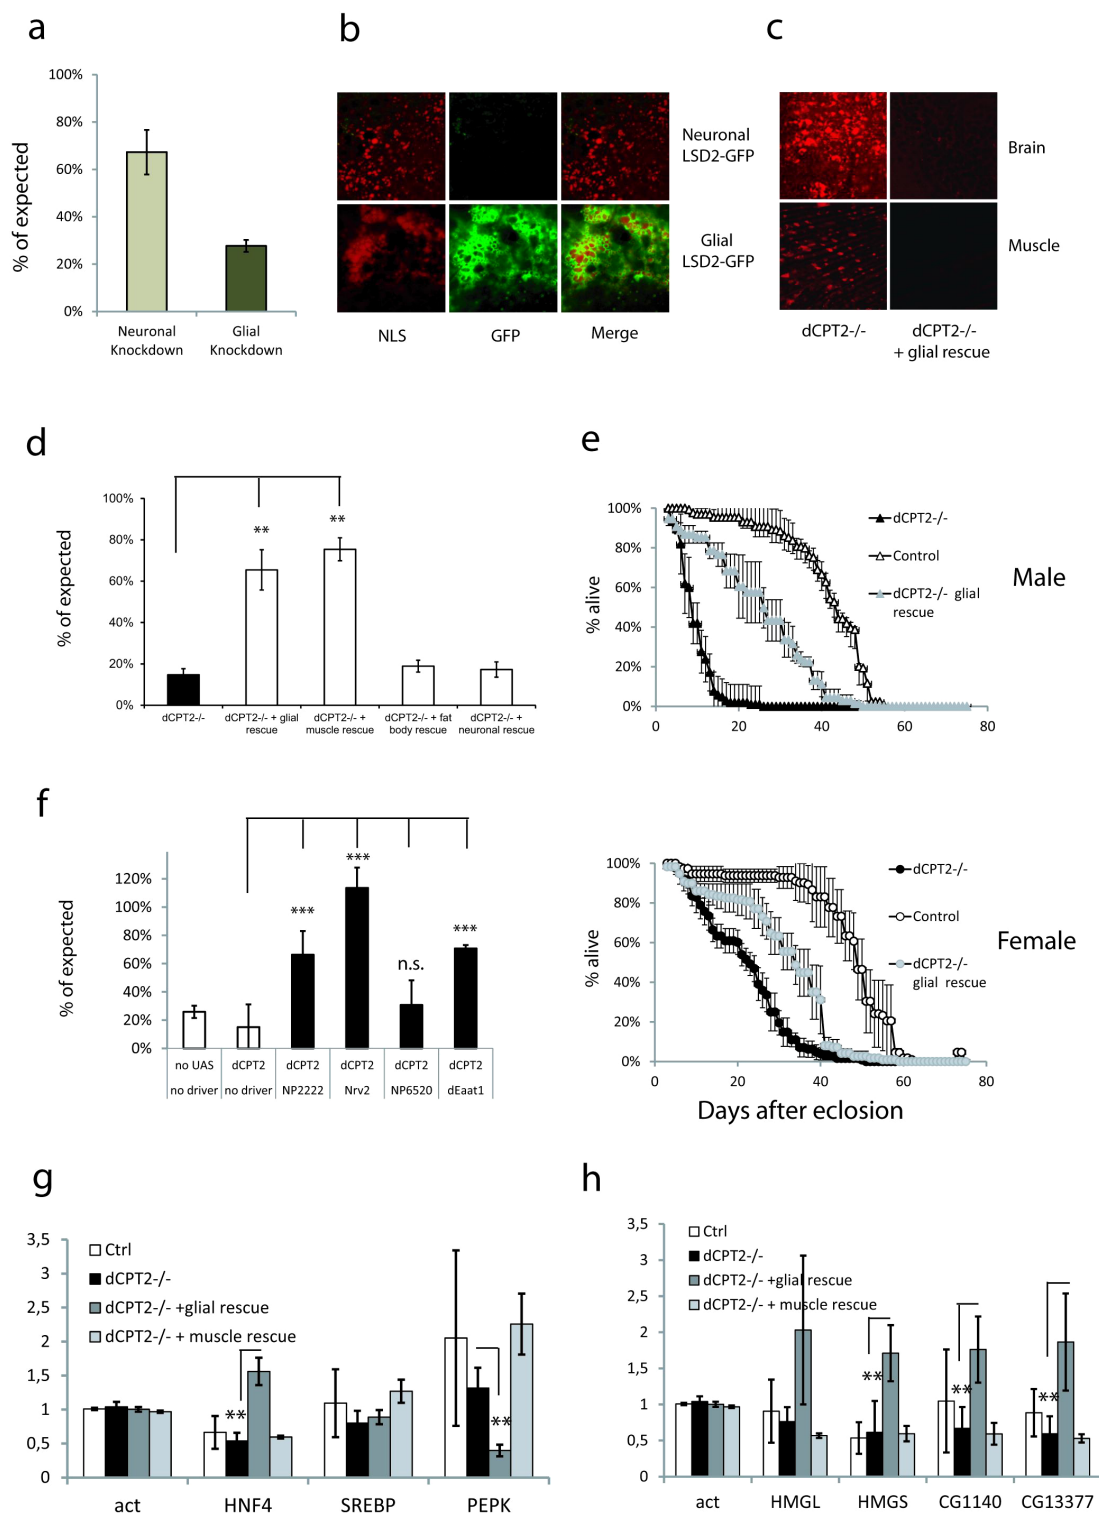 a
100%
80%
60%
40%
20%
0%
% of expected
Neuronal
Knockdown
Glial
Knockdown
b
Neuronal
LSD2-GFP
Glial
LSD2-GFP
NLS
GFP
Merge
c
Brain
Muscle
dCPT2-/-
dCPT2-/-
+ glial rescue
d
100%
80%
60%
40%
20%
0%
% of expected
**
**
dCPT2-/-
dCPT2-/- + glial
rescue
dCPT2-/- +
muscle rescue
dCPT2-/- + fat
body rescue
dCPT2-/- +
neuronal rescue
e
100%
80%
60%
40%
20%
0%
% alive
0
20
40
60
80
dCPT2-/-
Control
dCPT2-/- glial
rescue
Male
f
120%
100%
80%
60%
40%
20%
0%
% of expected
***
***
n.s.
***
no UAS
dCPT2
dCPT2
dCPT2
dCPT2
dCPT2
no driver
no driver
NP2222
Nrv2
NP6520
dEaat1
100%
80%
60%
40%
20%
0%
% alive
0
20
40
60
80
dCPT2-/-
Control
dCPT2-/-
glial rescue
Female
Days after eclosion
g
3,5
3
2,5
2
1,5
1
0,5
0
Ctrl
dCPT2-/-
dCPT2-/- +glial rescue
dCPT2-/- + muscle rescue
**
**
act
HNF4
SREBP
PEPK
h
3,5
3
2,5
2
1,5
1
0,5
0
Ctrl
dCPT2-/-
dCPT2-/- +glial rescue
dCPT2-/- + muscle rescue
**
**
**
act
HMGL
HMGS
CG1140
CG13377